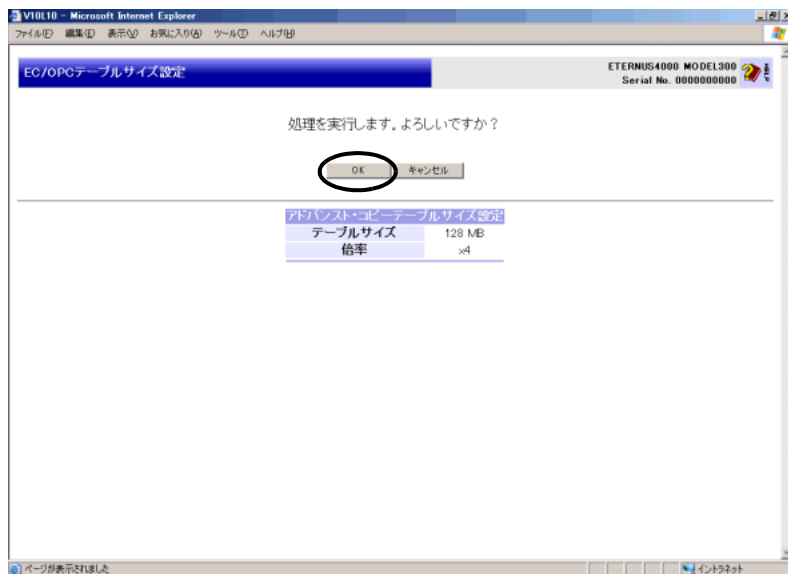 V10L10 - Microsoft Internet Explorer
ファイル(F) 編集(E) 表示(V) お気に入り(A) ツール(T) ヘルプ(H)
EC/OPCテーブルサイズ設定
ETERNUS4000 MODEL300
Serial No. 0000000000
処理を実行します。よろしいですか？
OK キャンセル
アドバンスト・コピーテーブルサイズ設定
テーブルサイズ 128 MB
倍率 x4
ページが表示されました イントラネット